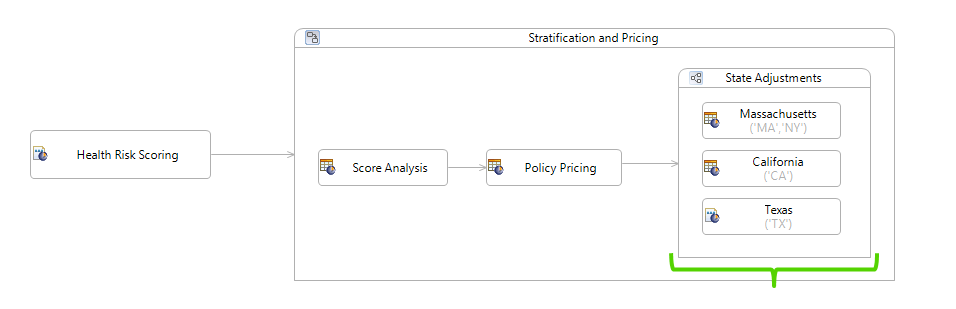 Stratification and Pricing
State Adjustments
Massachusetts
('MA','NY')
Health Risk Scoring
Score Analysis
Policy Pricing
California
('CA')
Texas
('TX')